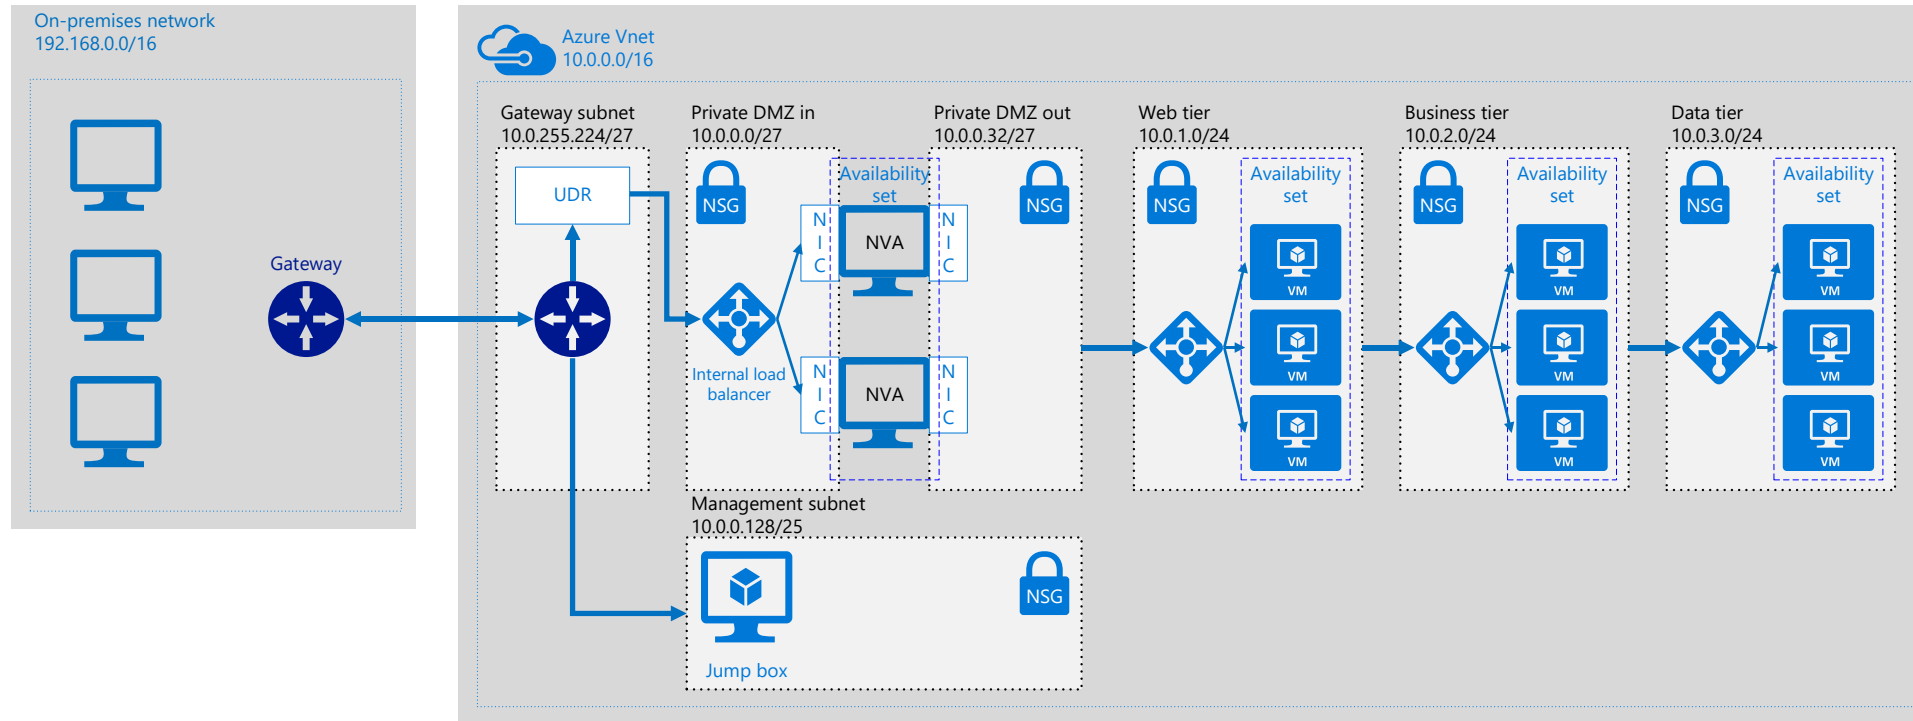 On-premises network
192.168.0.0/16
Gateway
Azure Vnet
10.0.0.0/16
Gateway subnet
10.0.255.224/27
UDR
Private DMZ in
10.0.0.0/27
NSG
Internal load
balancer
Availability
set
N
I
C
NVA
N
I
C
N
I
C
NVA
N
I
C
Private DMZ out
10.0.0.32/27
NSG
Web tier
10.0.1.0/24
NSG
Availability
set
VM
VM
VM
Business tier
10.0.2.0/24
NSG
Availability
set
VM
VM
VM
Data tier
10.0.3.0/24
NSG
Availability
set
VM
VM
VM
Management subnet
10.0.0.128/25
Jump box
NSG